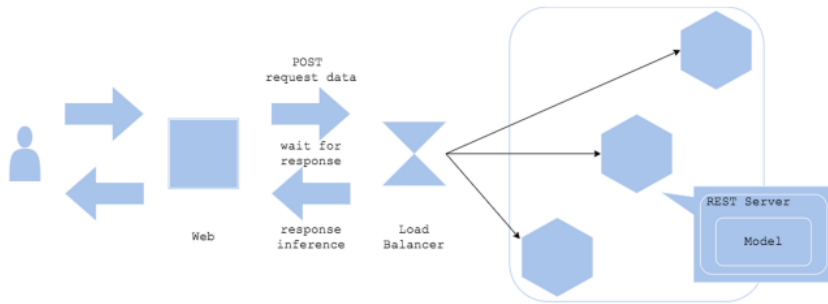 POST
request data
wait for
response
response
inference
Web
Load
Balancer
REST Server
Model